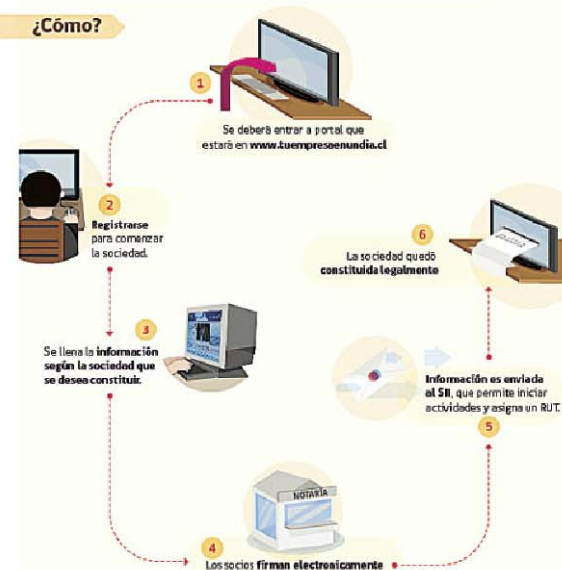 ¿Cómo?
1
Se deberá entrar a portal que
estará en www.tuempresaenundia.cl
2
Registrarse
para comenzar
la sociedad.
3
Se llena la información
según la sociedad que
se desea constituir.
4
NOTARÍA
Los socios firman electronicamente
Información es enviada
al SII, que permite iniciar
actividades y asigna un RUT.
5
6
La sociedad quedó
constituida legalmente